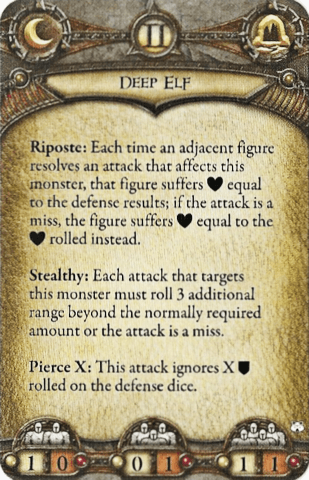 II
DEEP ELF
Riposte: Each time an adjacent figure
resolves an attack that affects this
monster, that figure suffers ♥ equal
to the defense results; if the attack is a
miss, the figure suffers ♥ equal to the
♥ rolled instead.
Stealthy: Each attack that targets
this monster must roll 3 additional
range beyond the normally required
amount or the attack is a miss.
Pierce X: This attack ignores X
rolled on the defense dice.
1 0 0 1 1 1